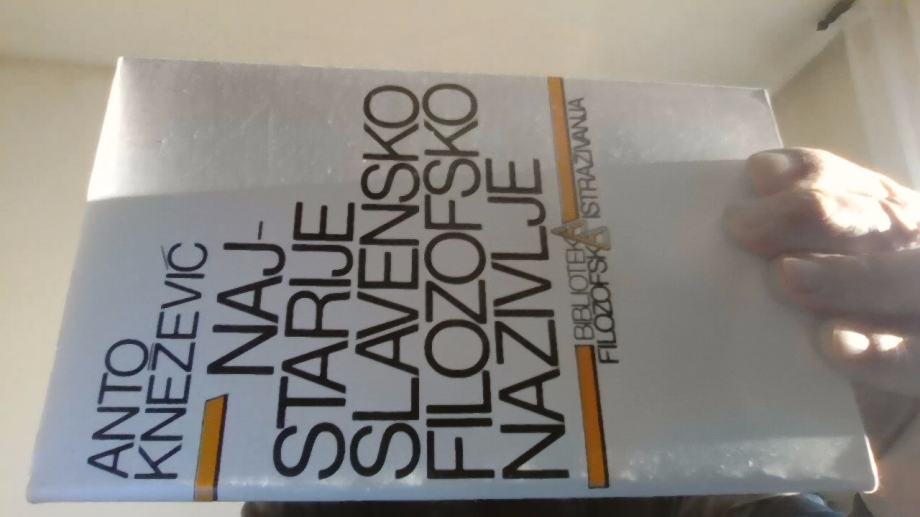 ANTO
KNEŽEVIĆ
NAJ-
STARIJE
SLAVENSKO
FILOZOFSKO
NAZIVLJE
BIBLIOTEKA
FILOZOFSKA ISTRAŽIVANJA